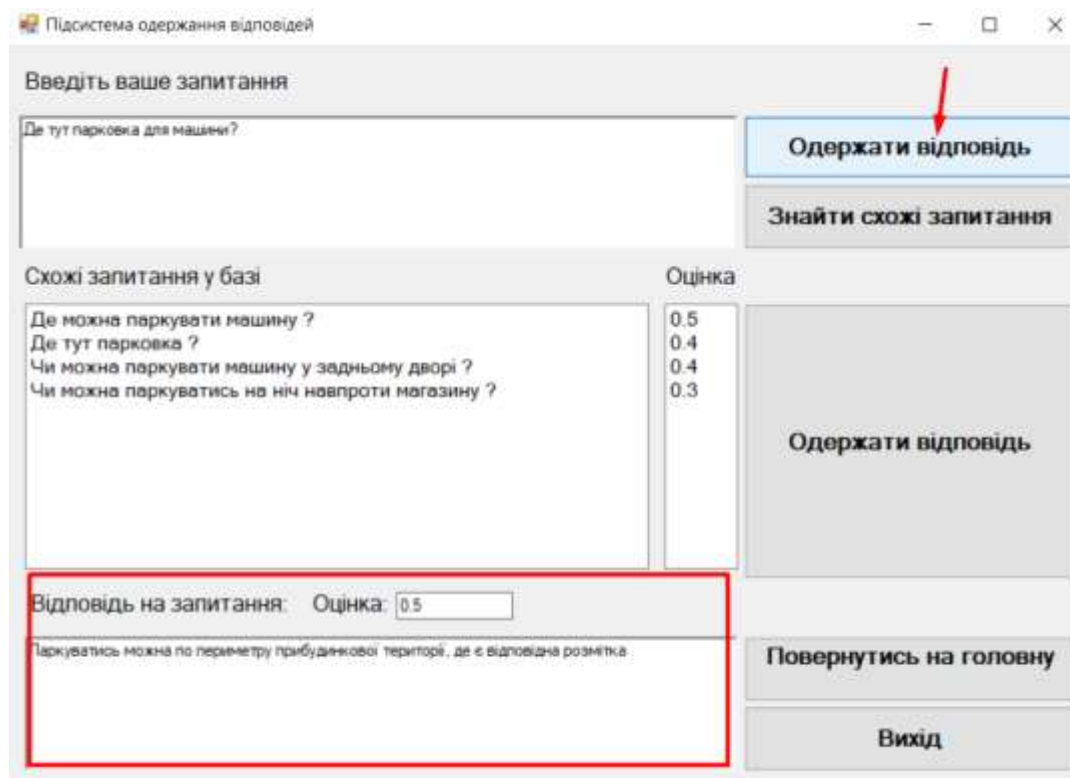 Підсистема одержання відповідей
Введіть ваше запитання
Де тут парковка для машини?
Одержати відповідь
Знайти схожі запитання
Схожі запитання у базі
Оцінка
Де можна паркувати машину ?
0.5
Де тут парковка ?
0.4
Чи можна паркувати машину у задньому дворі ?
0.4
Чи можна паркуватись на ніч навпроти магазину ?
0.3
Одержати відповідь
Відповідь на запитання: Оцінка: 0.5
Паркуватись можна по периметру прибудинкової території, де є відповідна розмітка
Повернутись на головну
Вихід